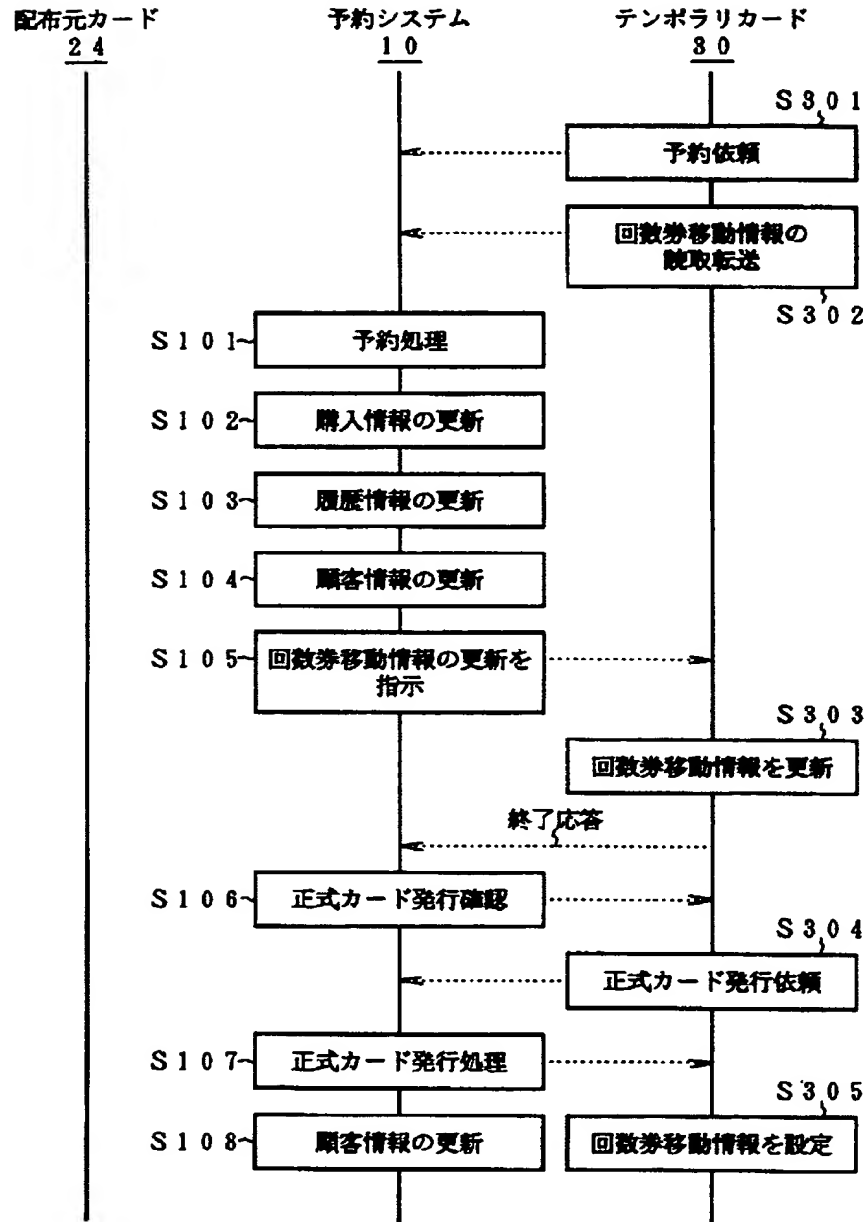 配布元カード 予約システム テンポラリカード
24 10 30
S301
予約依頼
回数券移動情報の
読取転送
S302
S101 予約処理
S102 購入情報の更新
S103 履歴情報の更新
S104 顧客情報の更新
S105 回数券移動情報の更新を
指示
S303
回数券移動情報を更新
終了応答
S106 正式カード発行確認
S304
正式カード発行依頼
S107 正式カード発行処理
S305
S108 顧客情報の更新 回数券移動情報を設定